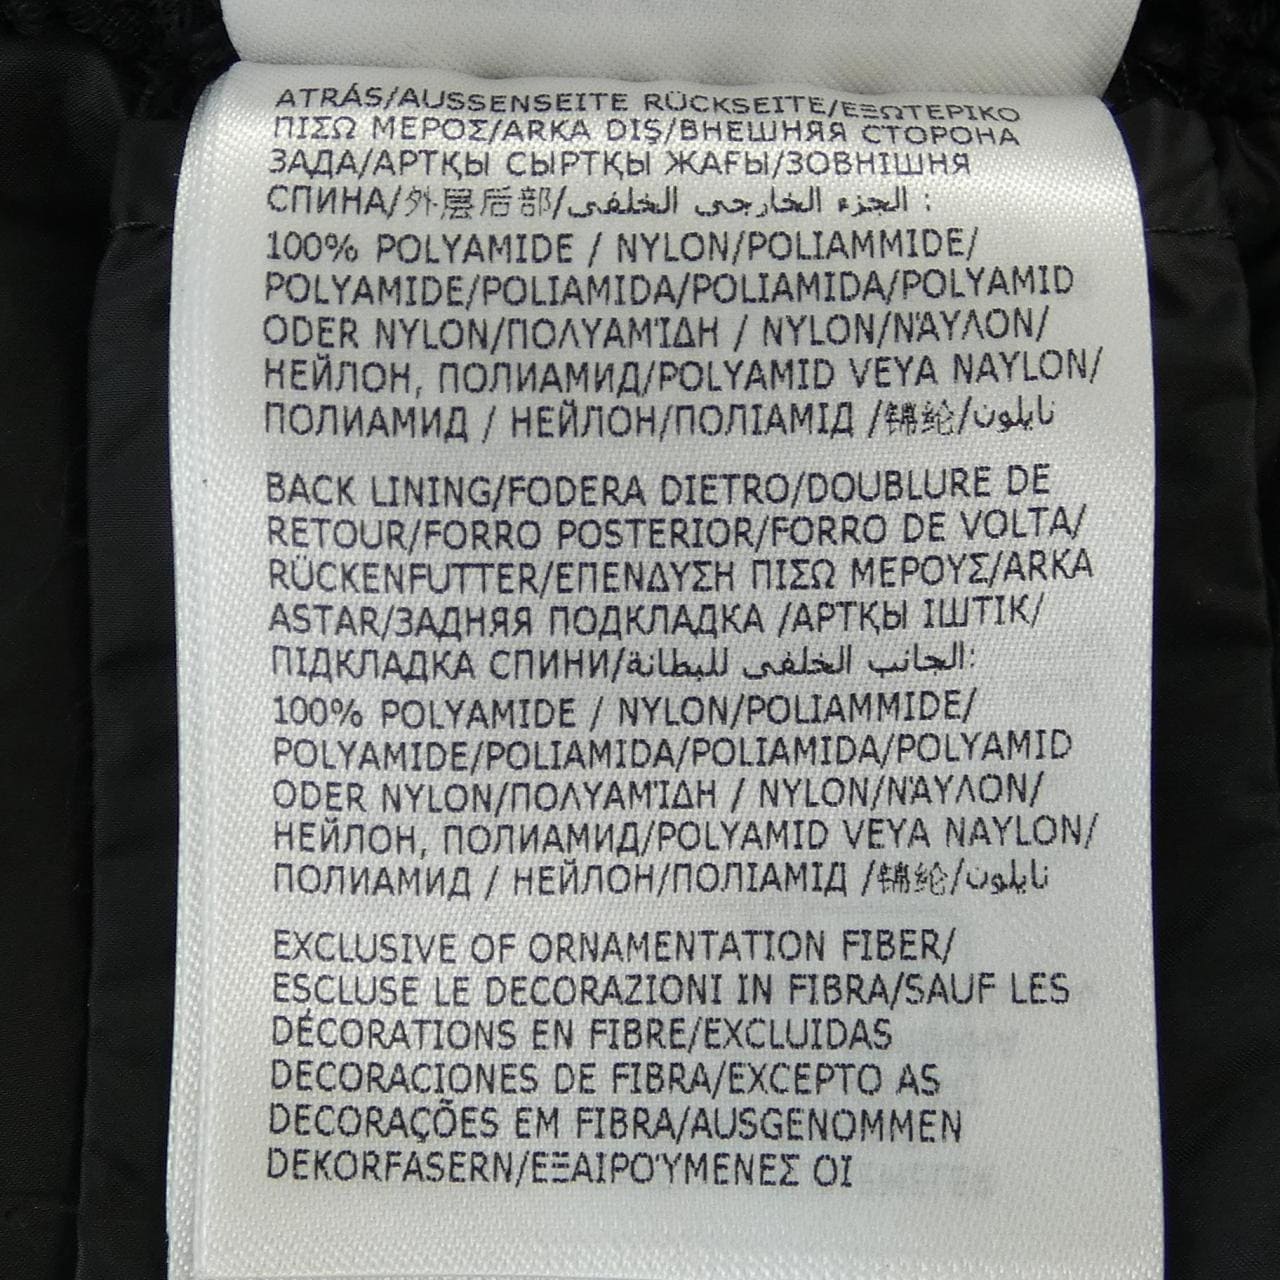 ATRÁS/AUSSENSEITE RÜCKSEITE/ΕΞΩΤΕΡΙΚΟ
ΠΙΣΩ ΜΕΡΟΣ/ARKA DIŞ/ВНЕШНЯЯ СТОРОНА
ЗАДА/АРТҚЫ СЫРТҚЫ ЖАҒЫ/ЗОВНІШНЯ
СПИНА/外层后部/الجزء الخارجي الخلفي :
100% POLYAMIDE / NYLON/POLIAMMIDE/
POLYAMIDE/POLIAMIDA/POLIAMIDA/POLYAMID
ODER NYLON/ΠΟΛΥΑΜΊΔΗ / NYLON/ΝΆΥΛΟΝ/
НЕЙЛОН, ПОЛИАМИД/POLYAMID VEYA NAYLON/
ПОЛИАМИД / НЕЙЛОН/ПОЛІАМІД /锦纶/نايلون
BACK LINING/FODERA DIETRO/DOUBLURE DE
RETOUR/FORRO POSTERIOR/FORRO DE VOLTA/
RÜCKENFUTTER/ΕΠΕΝΔΥΣΗ ΠΙΣΩ ΜΕΡΟΥΣ/ARKA
ASTAR/ЗАДНЯЯ ПОДКЛАДКА /АРТҚЫ ІШТІК/
ПІДКЛАДКА СПИНИ/الجانب الخلفي للبطانة:
100% POLYAMIDE / NYLON/POLIAMMIDE/
POLYAMIDE/POLIAMIDA/POLIAMIDA/POLYAMID
ODER NYLON/ΠΟΛΥΑΜΊΔΗ / NYLON/ΝΆΥΛΟΝ/
НЕЙЛОН, ПОЛИАМИД/POLYAMID VEYA NAYLON/
ПОЛИАМИД / НЕЙЛОН/ПОЛІАМІД /锦纶/نايلون
EXCLUSIVE OF ORNAMENTATION FIBER/
ESCLUSE LE DECORAZIONI IN FIBRA/SAUF LES
DÉCORATIONS EN FIBRE/EXCLUIDAS
DECORACIONES DE FIBRA/EXCEPTO AS
DECORAÇÕES EM FIBRA/AUSGENOMMEN
DEKORFASERN/ΕΞΑΙΡΟΎΜΕΝΕΣ ΟΙ